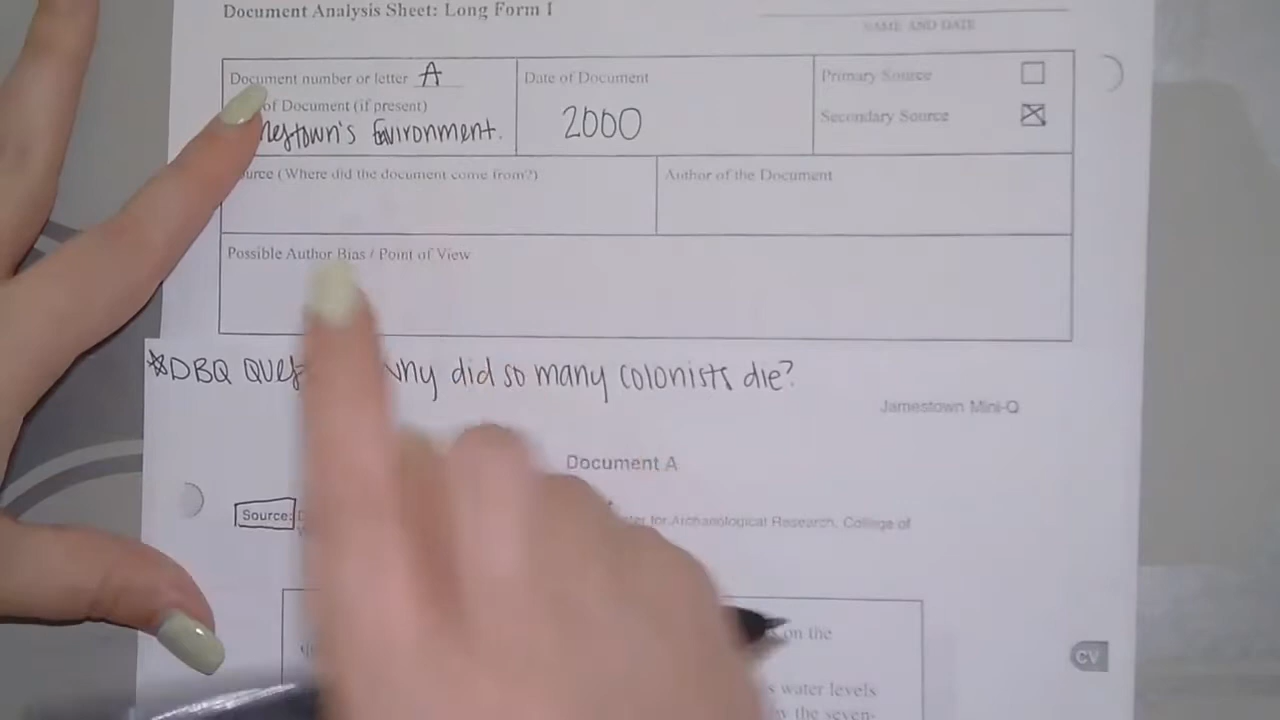 Document Analysis Sheet: Long Form I
NAME AND DATE
Document number or letter A
Date of Document
Primary Source
of Document (if present)
2000
Secondary Source
nestown's Environment.
urce (Where did the document come from?)
Author of the Document
Possible Author Bias / Point of View
*DBQ Ques why did so many colonists die?
Jamestown Mini-Q
Document A
Source:
ter for Archaeological Research, College of
on the
CV
s water levels
the seven-